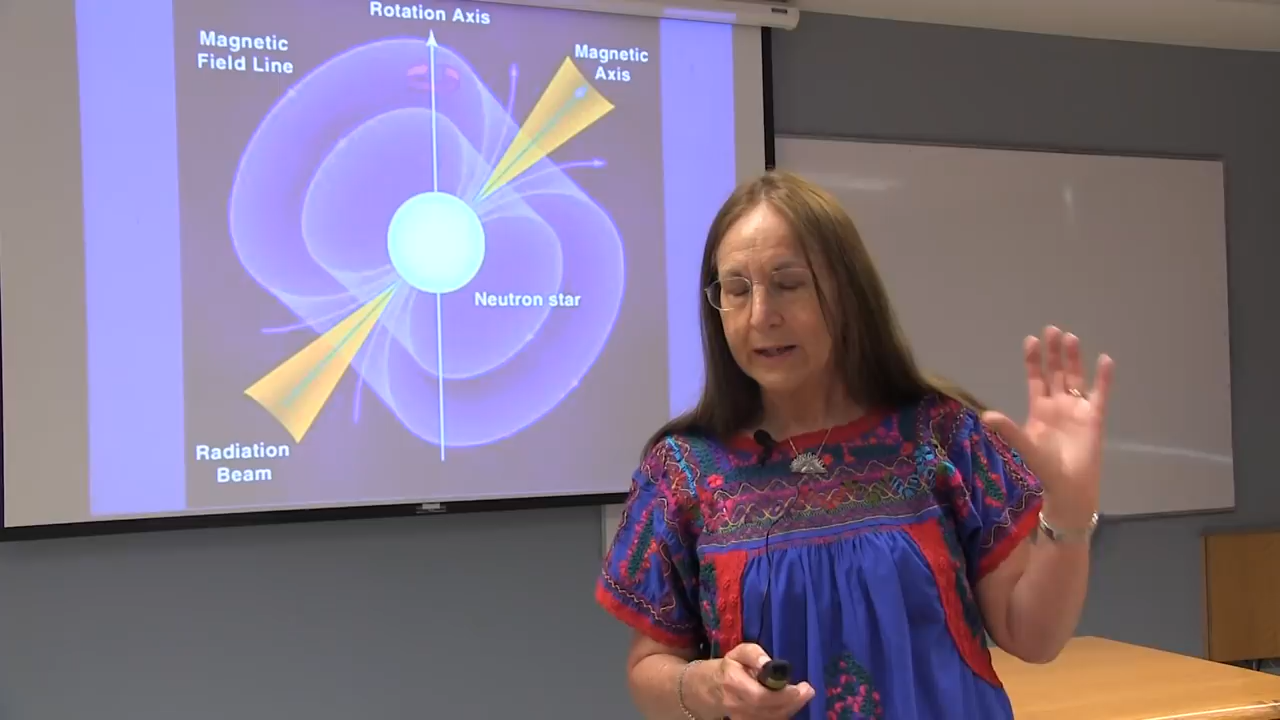 Rotation Axis
Magnetic
Field Line
Magnetic
Axis
Neutron star
Radiation
Beam